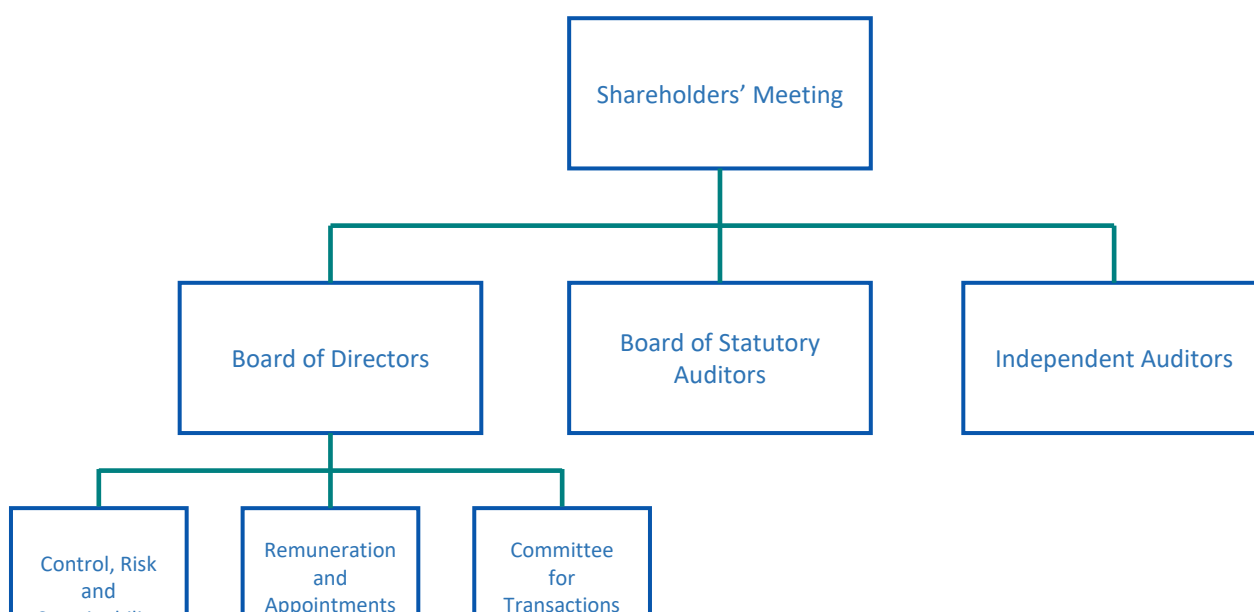 Shareholders’ Meeting
Board of Directors
Board of Statutory
Auditors
Independent Auditors
Control, Risk
and
Remuneration
and
Appointments
Committee
for
Transactions